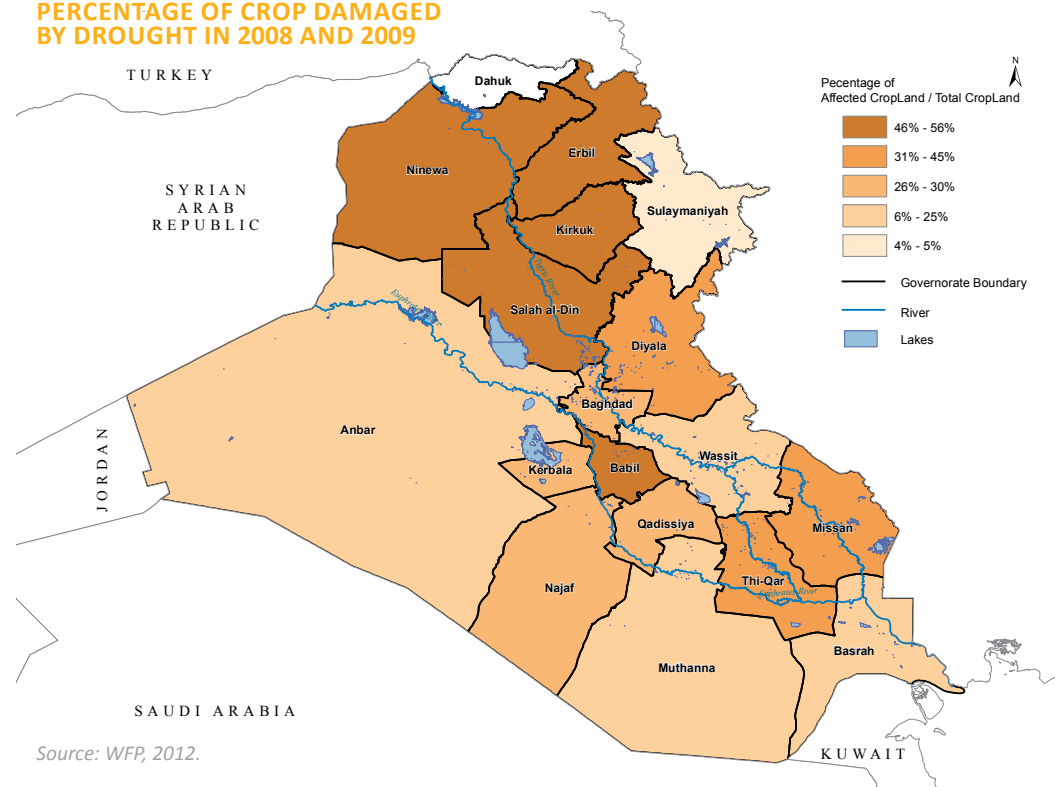 PERCENTAGE OF CROP DAMAGED
BY DROUGHT IN 2008 AND 2009
TURKEY
Dahuk
N
Pecentage of
Affected CropLand / Total CropLand
46% - 56%
31% - 45%
26% - 30%
6% - 25%
4% - 5%
Governorate Boundary
River
Lakes
Ninewa
Erbil
SYRIAN
ARAB
REPUBLIC
Sulaymaniyah
Kirkuk
Tigris River
Euphrates
Salah al-Din
Diyala
Baghdad
Anbar
JORDAN
Kerbala
Babil
Wassit
Qadissiya
Missan
Najaf
Thi-Qar
Euphrates River
Basrah
Muthanna
SAUDI ARABIA
KUWAIT
Source: WFP, 2012.